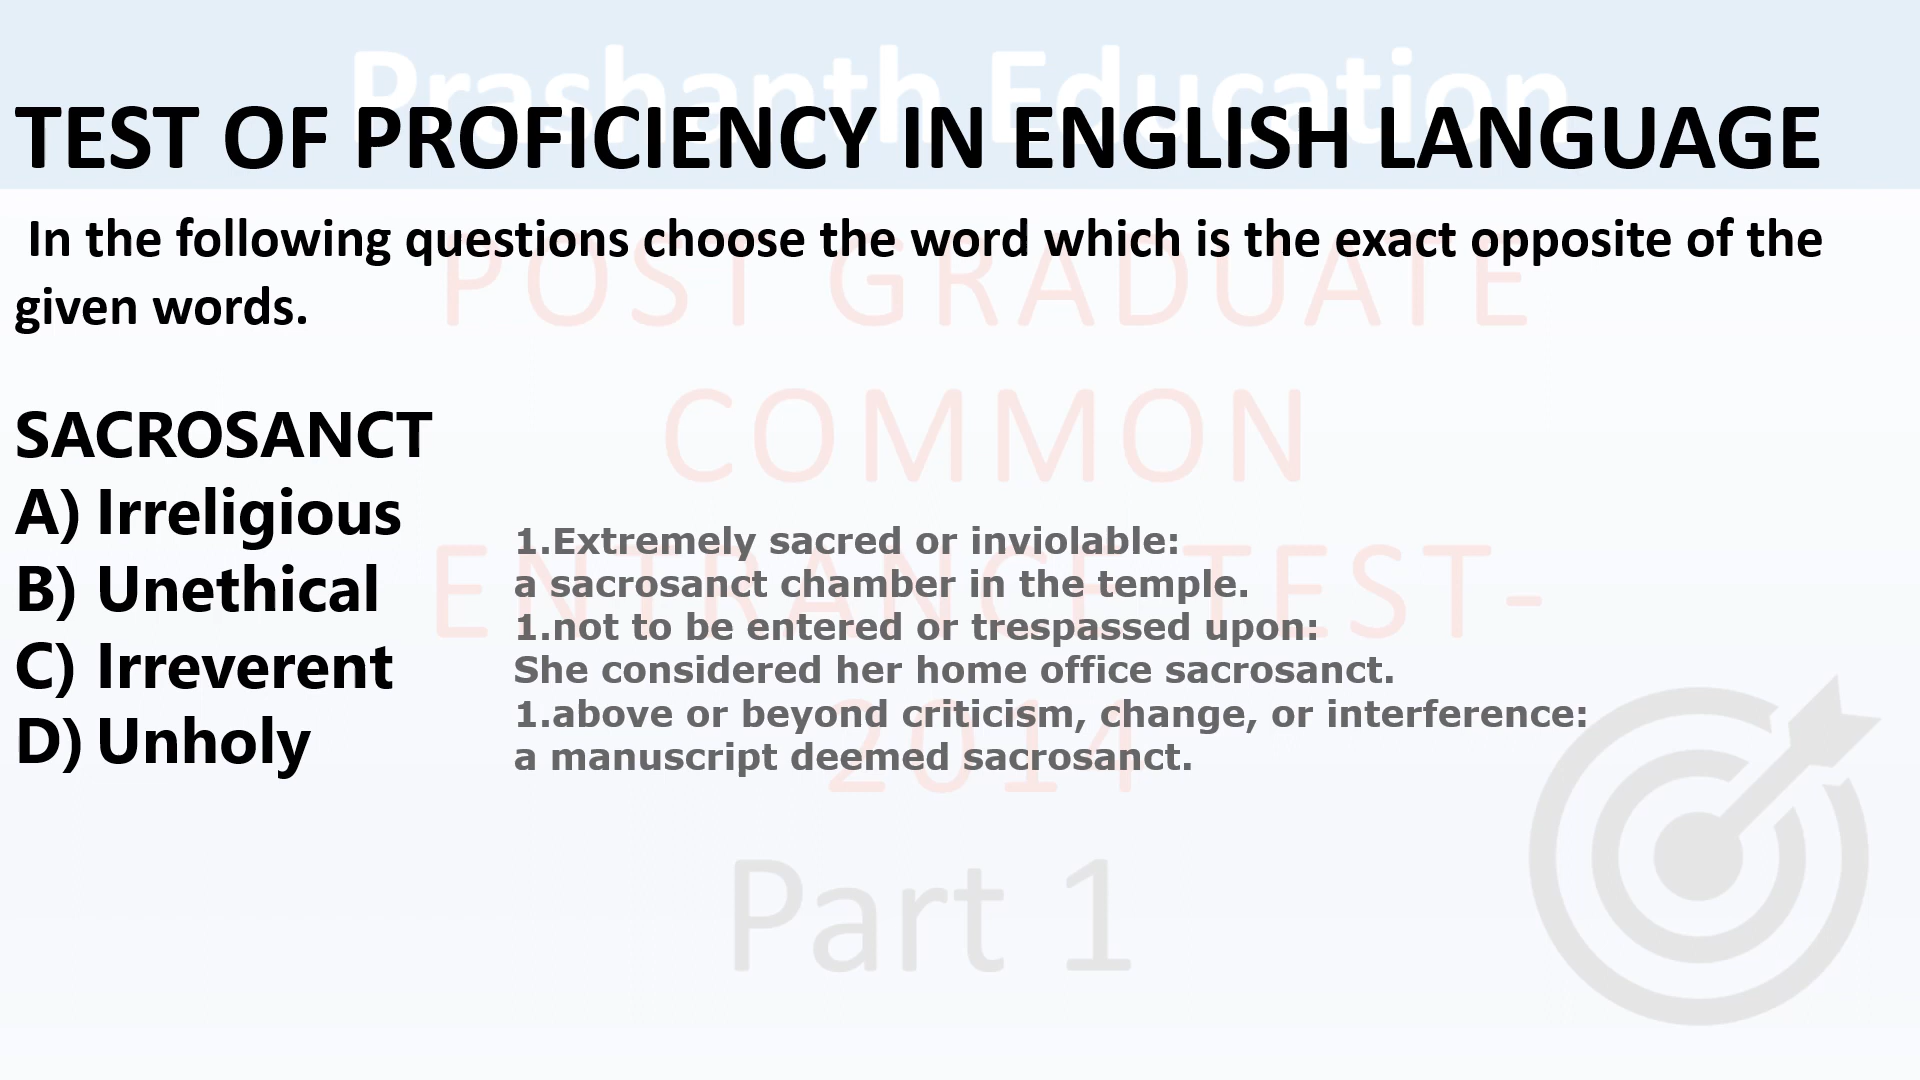 Prashanth Education
TEST OF PROFICIENCY IN ENGLISH LANGUAGE
In the following questions choose the word which is the exact opposite of the
given words.
POST GRADUATE
COMMON
ENTRANCE TEST-
2014
Part 1
SACROSANCT
A) Irreligious
B) Unethical
C) Irreverent
D) Unholy
1.Extremely sacred or inviolable:
a sacrosanct chamber in the temple.
1.not to be entered or trespassed upon:
She considered her home office sacrosanct.
1.above or beyond criticism, change, or interference:
a manuscript deemed sacrosanct.